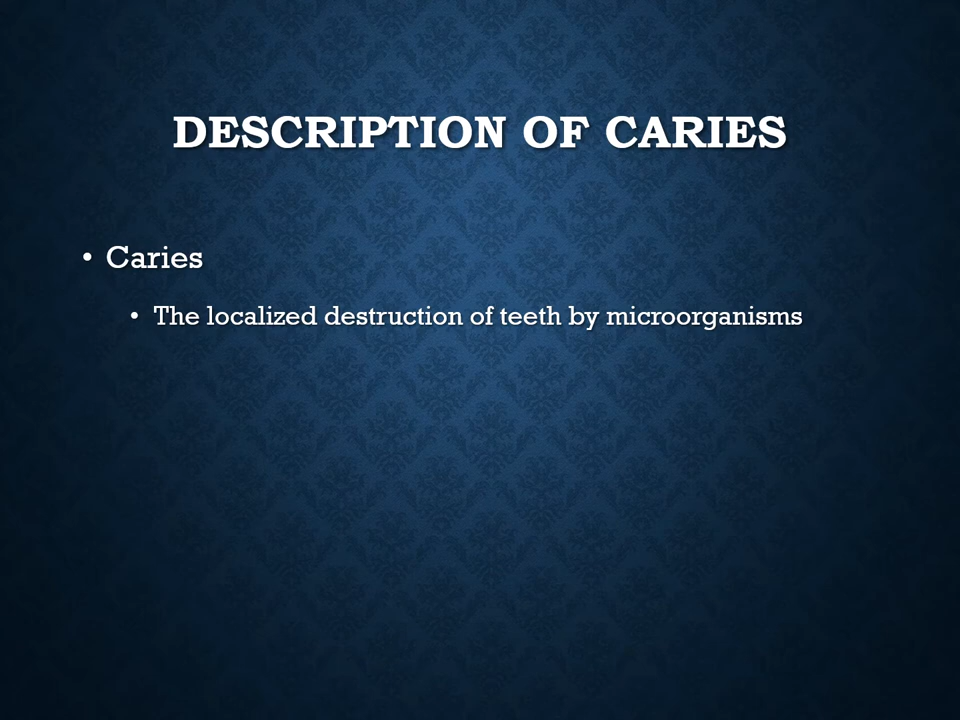 DESCRIPTION OF CARIES
• Caries
• The localized destruction of teeth by microorganisms